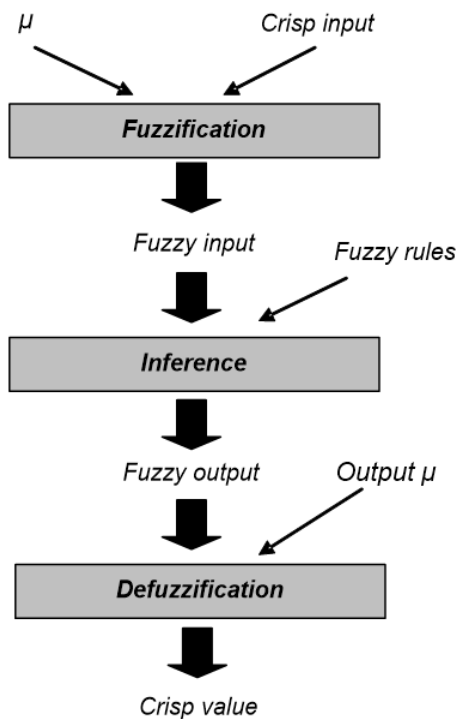 μ
Crisp input
Fuzzification
Fuzzy input
Fuzzy rules
Inference
Fuzzy output
Output μ
Defuzzification
Crisp value